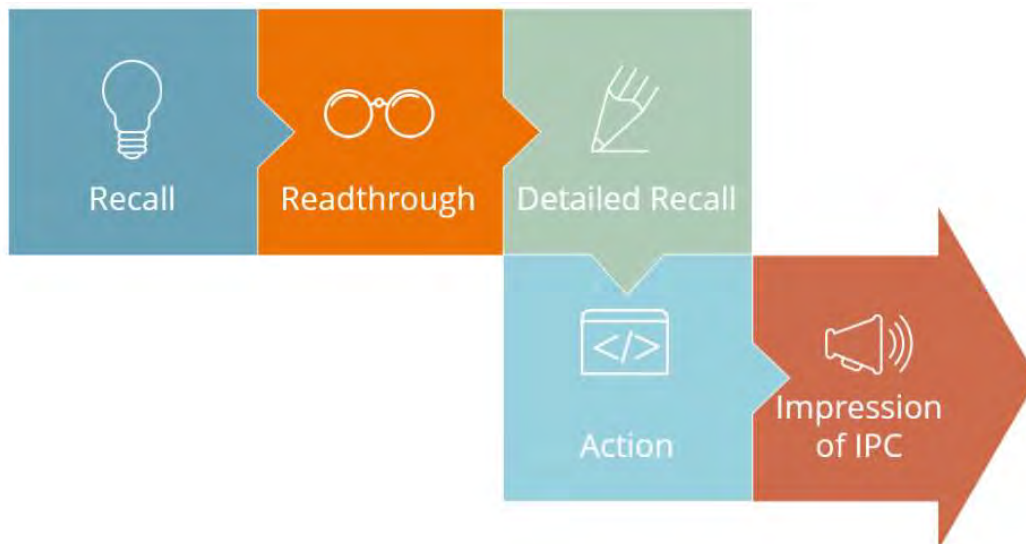 Recall
Readthrough
Detailed Recall
</>
Action
Impression
of IPC